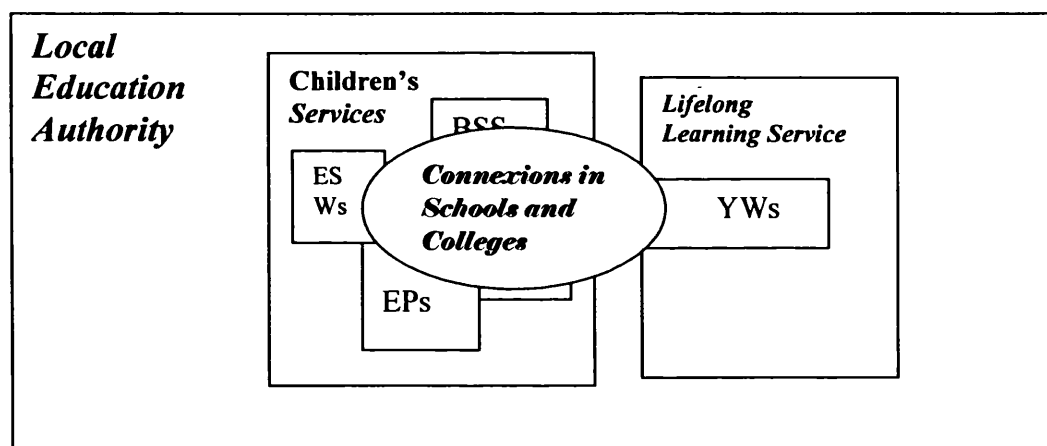 Local
Education
Authority
Children's
Services
BSS
ES
Ws
EPs
Connexions in
Schools and
Colleges
Lifelong
Learning Service
YWs